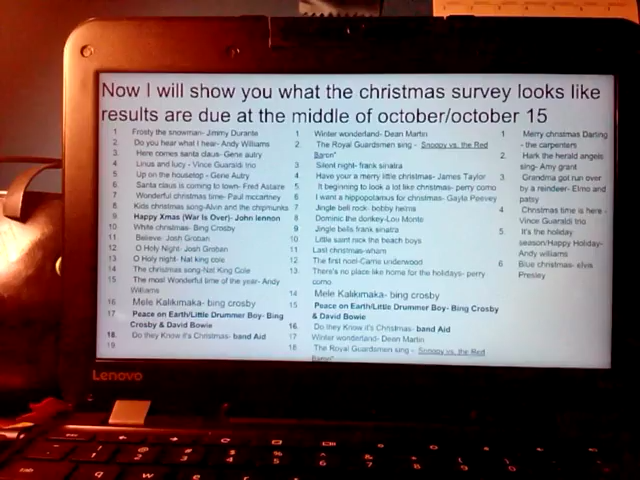 Now I will show you what the christmas survey looks like
results are due at the middle of october/october 15
1 Frosty the snowman- Jimmy Durante
2. Do you hear what I hear- Andy Williams
3. Here comes santa claus- Gene autry
4. Linus and lucy - Vince Guaraldi trio
5. Up on the housetop - Gene Autry
6. Santa claus is coming to town- Fred Astaire
7 Wonderful christmas time- Paul mccartney
8 Kids christmas song-Alvin and the chipmunks
9 Happy Xmas (War Is Over)- John lennon
10 White christmas- Bing Crosby
11 Believe- Josh Groban
12 O Holy Night- Josh Groban
13 O Holy night- Nat king cole
14 The christmas song-Nat King Cole
15 The most Wonderful time of the year- Andy
Williams
16 Mele Kalikimaka- bing crosby
17 Peace on Earth/Little Drummer Boy- Bing
Crosby & David Bowie
18. Do they Know it's Christmas- band Aid
19
1 Winter wonderland- Dean Martin
2. The Royal Guardsmen sing - Snoopy vs. the Red
Baron"
3 Silent night- frank sinatra
4 Have your a merry little christmas- James Taylor
5 It beginning to look a lot like christmas- perry como
6 I want a hippopotamus for christmas- Gayla Peevey
7 Jingle bell rock- bobby helms
8 Dominic the donkey-Lou Monte
9 Jingle bells frank sinatra
10 Little saint nick the beach boys
11 Last christmas-wham
12 The first noel-Carrie underwood
13 There's no place like home for the holidays- perry
como
14 Mele Kalikimaka- bing crosby
15 Peace on Earth/Little Drummer Boy- Bing Crosby
& David Bowie
16. Do they Know it's Christmas- band Aid
17 Winter wonderland- Dean Martin
18 The Royal Guardsmen sing - Snoopy vs. the Red
Baron"
1 Merry christmas Darling
- the carpenters
2. Hark the herald angels
sing- Amy grant
3 Grandma got run over
by a reindeer- Elmo and
patsy
4 Christmas time is here -
Vince Guaraldi trio
5. It's the holiday
season/Happy Holiday-
Andy williams
6 Blue christmas- elvis
Presley
Lenovo